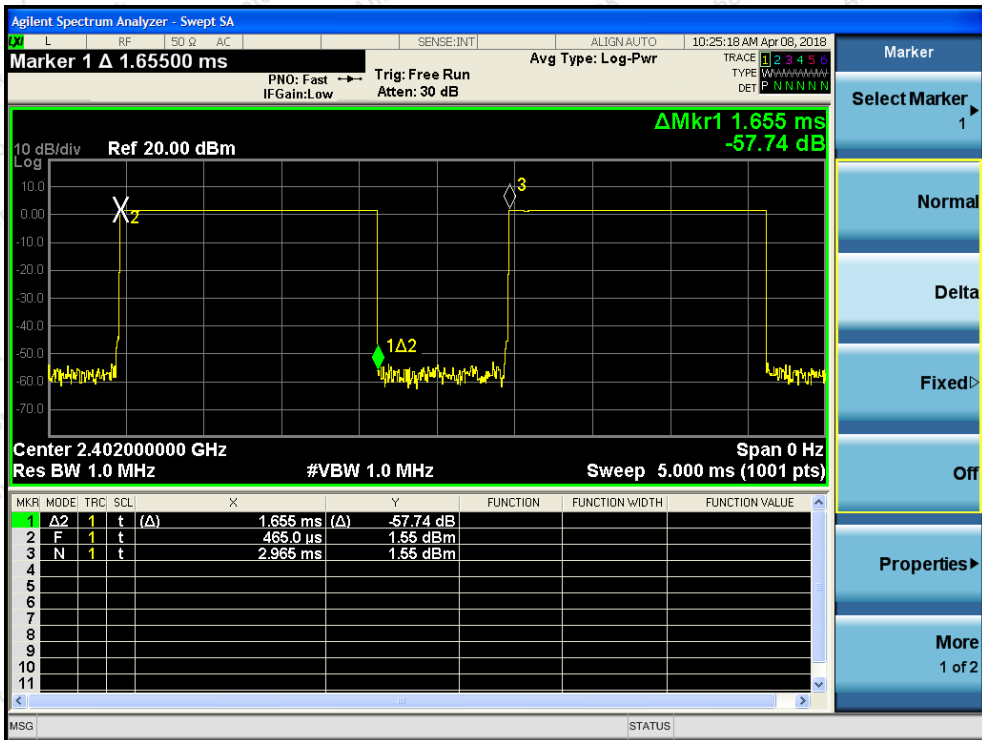 Agilent Spectrum Analyzer - Swept SA
LXI L RF 50 Ω AC SENSE:INT ALIGN AUTO 10:25:18 AM Apr 08, 2018
Marker 1 Δ 1.65500 ms
PNO: Fast
IFGain:Low
Trig: Free Run
Atten: 30 dB
Avg Type: Log-Pwr
TRACE 1 2 3 4 5 6
TYPE WWWWWW
DET P N N N N N
ΔMkr1 1.655 ms
-57.74 dB
10 dB/div Ref 20.00 dBm
Log
10.0
0.00
-10.0
-20.0
-30.0
-40.0
-50.0
-60.0
-70.0
2
3
1Δ2
Center 2.402000000 GHz Span 0 Hz
Res BW 1.0 MHz #VBW 1.0 MHz Sweep 5.000 ms (1001 pts)
MKR MODE TRC SCL X Y FUNCTION FUNCTION WIDTH FUNCTION VALUE
1 Δ2 1 t (Δ) 1.655 ms (Δ) -57.74 dB
2 F 1 t 465.0 µs 1.55 dBm
3 N 1 t 2.965 ms 1.55 dBm
4
5
6
7
8
9
10
11
MSG STATUS
Marker
Select Marker
1
Normal
Delta
Fixed
Off
Properties
More
1 of 2